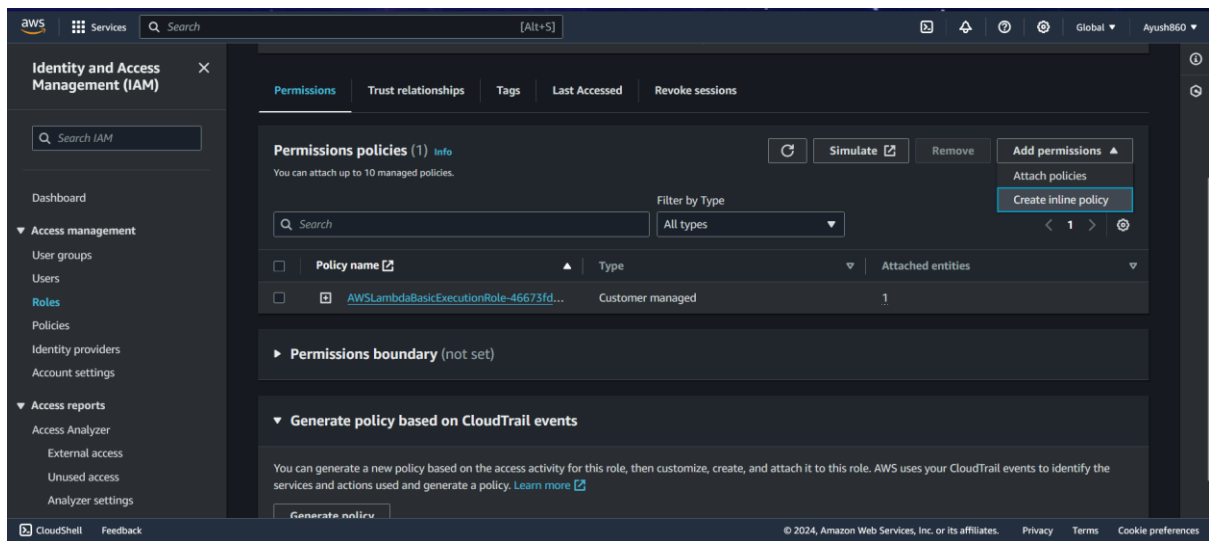 aws Services Search [Alt+S] Global Ayush860
Identity and Access
Management (IAM)
Search IAM
Dashboard
Access management
User groups
Users
Roles
Policies
Identity providers
Account settings
Access reports
Access Analyzer
External access
Unused access
Analyzer settings
Permissions Trust relationships Tags Last Accessed Revoke sessions
Permissions policies (1) Info
You can attach up to 10 managed policies.
Simulate Remove Add permissions
Attach policies
Create inline policy
Filter by Type
Search All types 1
Policy name Type Attached entities
AWSLambdaBasicExecutionRole-46673fd... Customer managed 1
Permissions boundary (not set)
Generate policy based on CloudTrail events
You can generate a new policy based on the access activity for this role, then customize, create, and attach it to this role. AWS uses your CloudTrail events to identify the
services and actions used and generate a policy. Learn more
Generate policy
CloudShell Feedback © 2024, Amazon Web Services, Inc. or its affiliates. Privacy Terms Cookie preferences